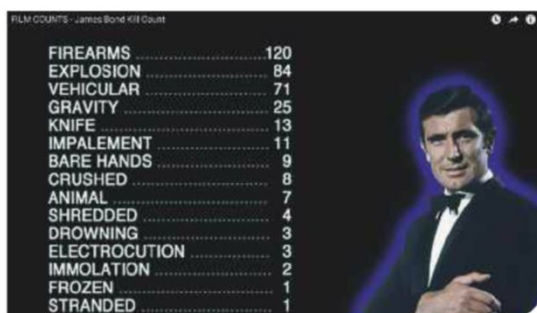 FILM COUNTS - James Bond Kill Count
FIREARMS ........................ 120
EXPLOSION ........................ 84
VEHICULAR ........................ 71
GRAVITY ........................ 25
KNIFE ........................ 13
IMPALEMENT ........................ 11
BARE HANDS ........................ 9
CRUSHED ........................ 8
ANIMAL ........................ 7
SHREDDED ........................ 4
DROWNING ........................ 3
ELECTROCUTION ........................ 3
IMMOLATION ........................ 2
FROZEN ........................ 1
STRANDED ........................ 1